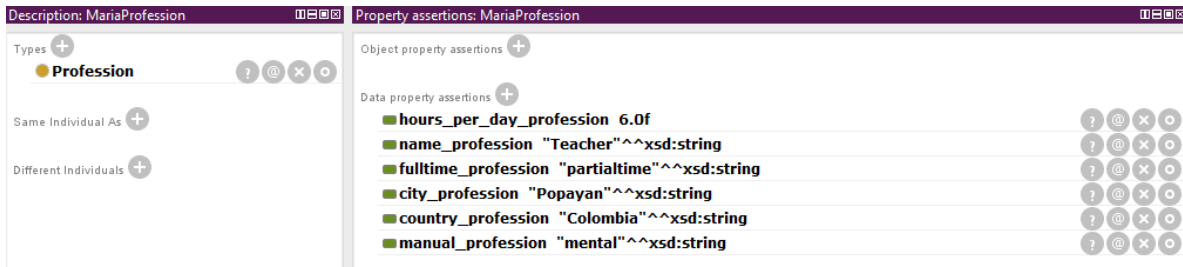 Description: MariaProfession
Types
Profession
Same Individual As
Different Individuals
Property assertions: MariaProfession
Object property assertions
Data property assertions
hours_per_day_profession 6.0f
name_profession "Teacher"^^xsd:string
fulltime_profession "partialtime"^^xsd:string
city_profession "Popayan"^^xsd:string
country_profession "Colombia"^^xsd:string
manual_profession "mental"^^xsd:string